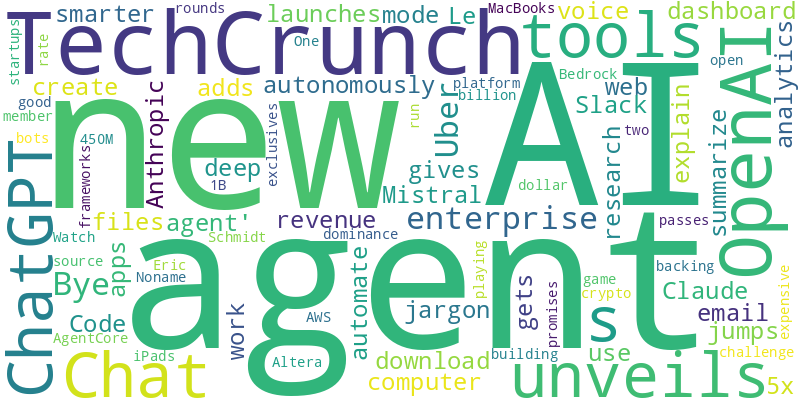 smarter
rounds
launches
mode
Le
MacBooks
voice
dashboard
startups
rate
TechCrunch
One
tools
create
adds
autonomously
platform
billion
Bedrock
web
open
good
member
bots
450M
frameworks
Anthropic
new
deep
1B
exclusives
Uber
run
gives
Mistral
AI
dollar
Slack
research
two
explain
summarize
openAI
analytics
ChatGPT
files
agent'
Schmidt
revenue
dominance
enterprise
passes
Watch
source
Bye
apps
Eric
Noname
agent
playing
game
crypto
backing
Claude
Code
AgentCore
iPads
work
AWS
Altera
automate
jargon
gets
promises
s
email
jumps
expensive
Chat
download
computer
building
use
unveils
challenge
5x